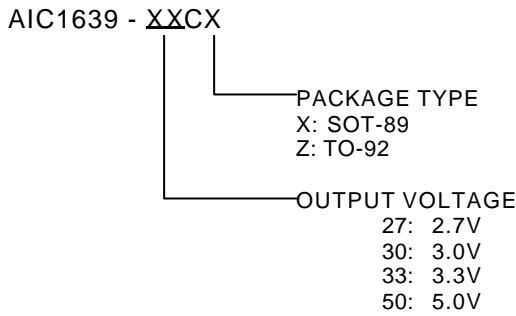 AIC1639 - XXCX
PACKAGE TYPE
X: SOT-89
Z: TO-92
OUTPUT VOLTAGE
27: 2.7V
30: 3.0V
33: 3.3V
50: 5.0V